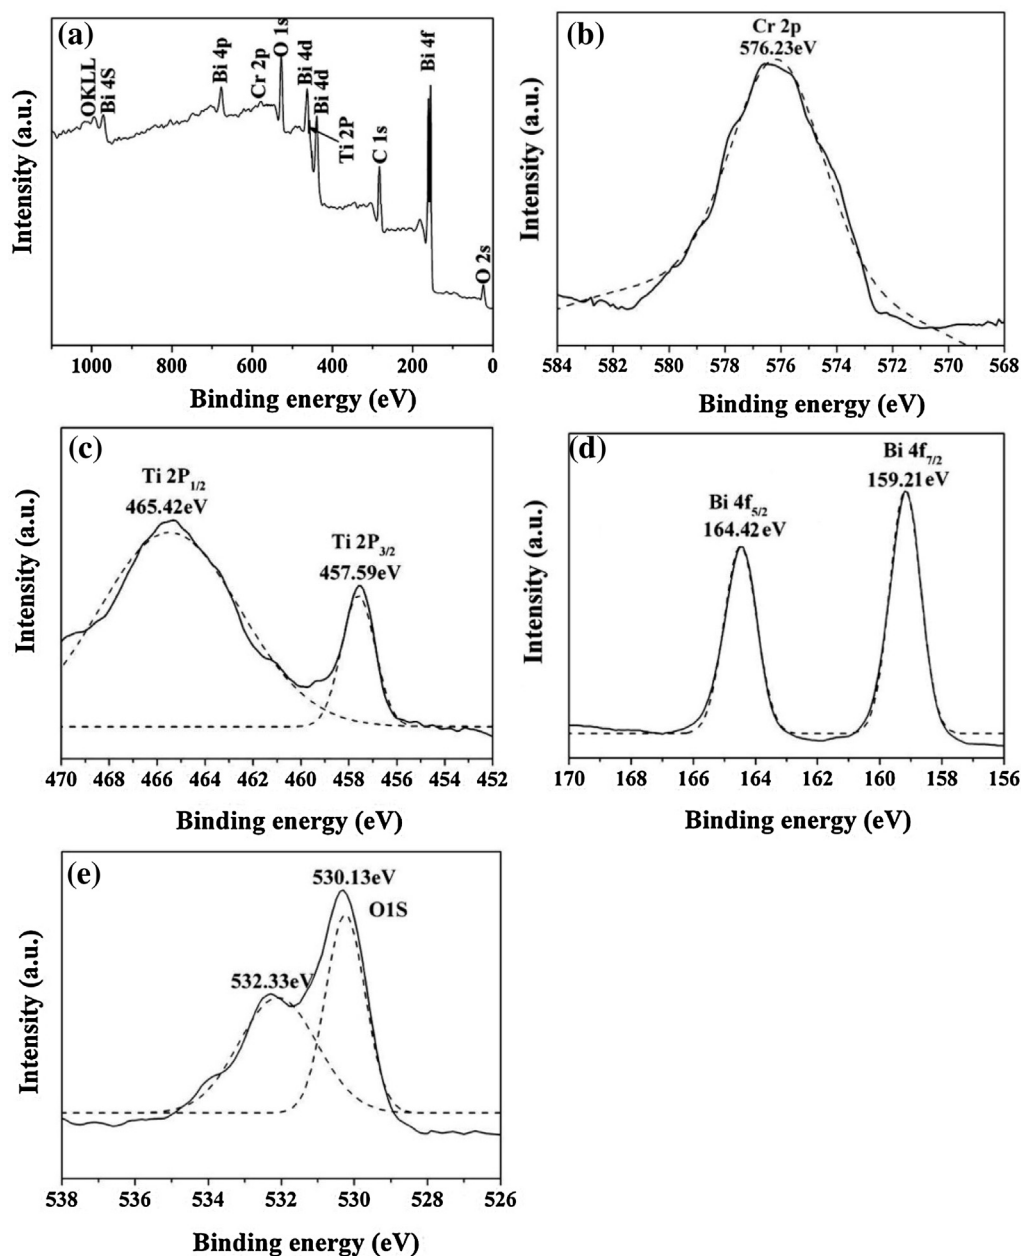 (a)
OKLL
Bi 4S
Bi 4p
Cr 2p
O 1s
Bi 4d
Bi 4d
Ti 2P
C 1s
Bi 4f
O 2s
Intensity (a.u.)
1000 800 600 400 200 0
Binding energy (eV)
(b)
Cr 2p
576.23eV
Intensity (a.u.)
584 582 580 578 576 575 572 570 568
Binding energy (eV)
(c)
Ti 2P1/2
465.42eV
Ti 2P3/2
457.59eV
Intensity (a.u.)
470 466 464 462 460 458 456 454 452
Binding energy (eV)
(d)
Bi 4f7/2
159.21eV
Bi 4f5/2
164.42eV
Intensity (a.u.)
170 168 166 164 162 160 158 156
Binding energy (eV)
(e)
530.13eV
O1S
532.33eV
Intensity (a.u.)
538 536 534 532 530 528 526
Binding energy (eV)